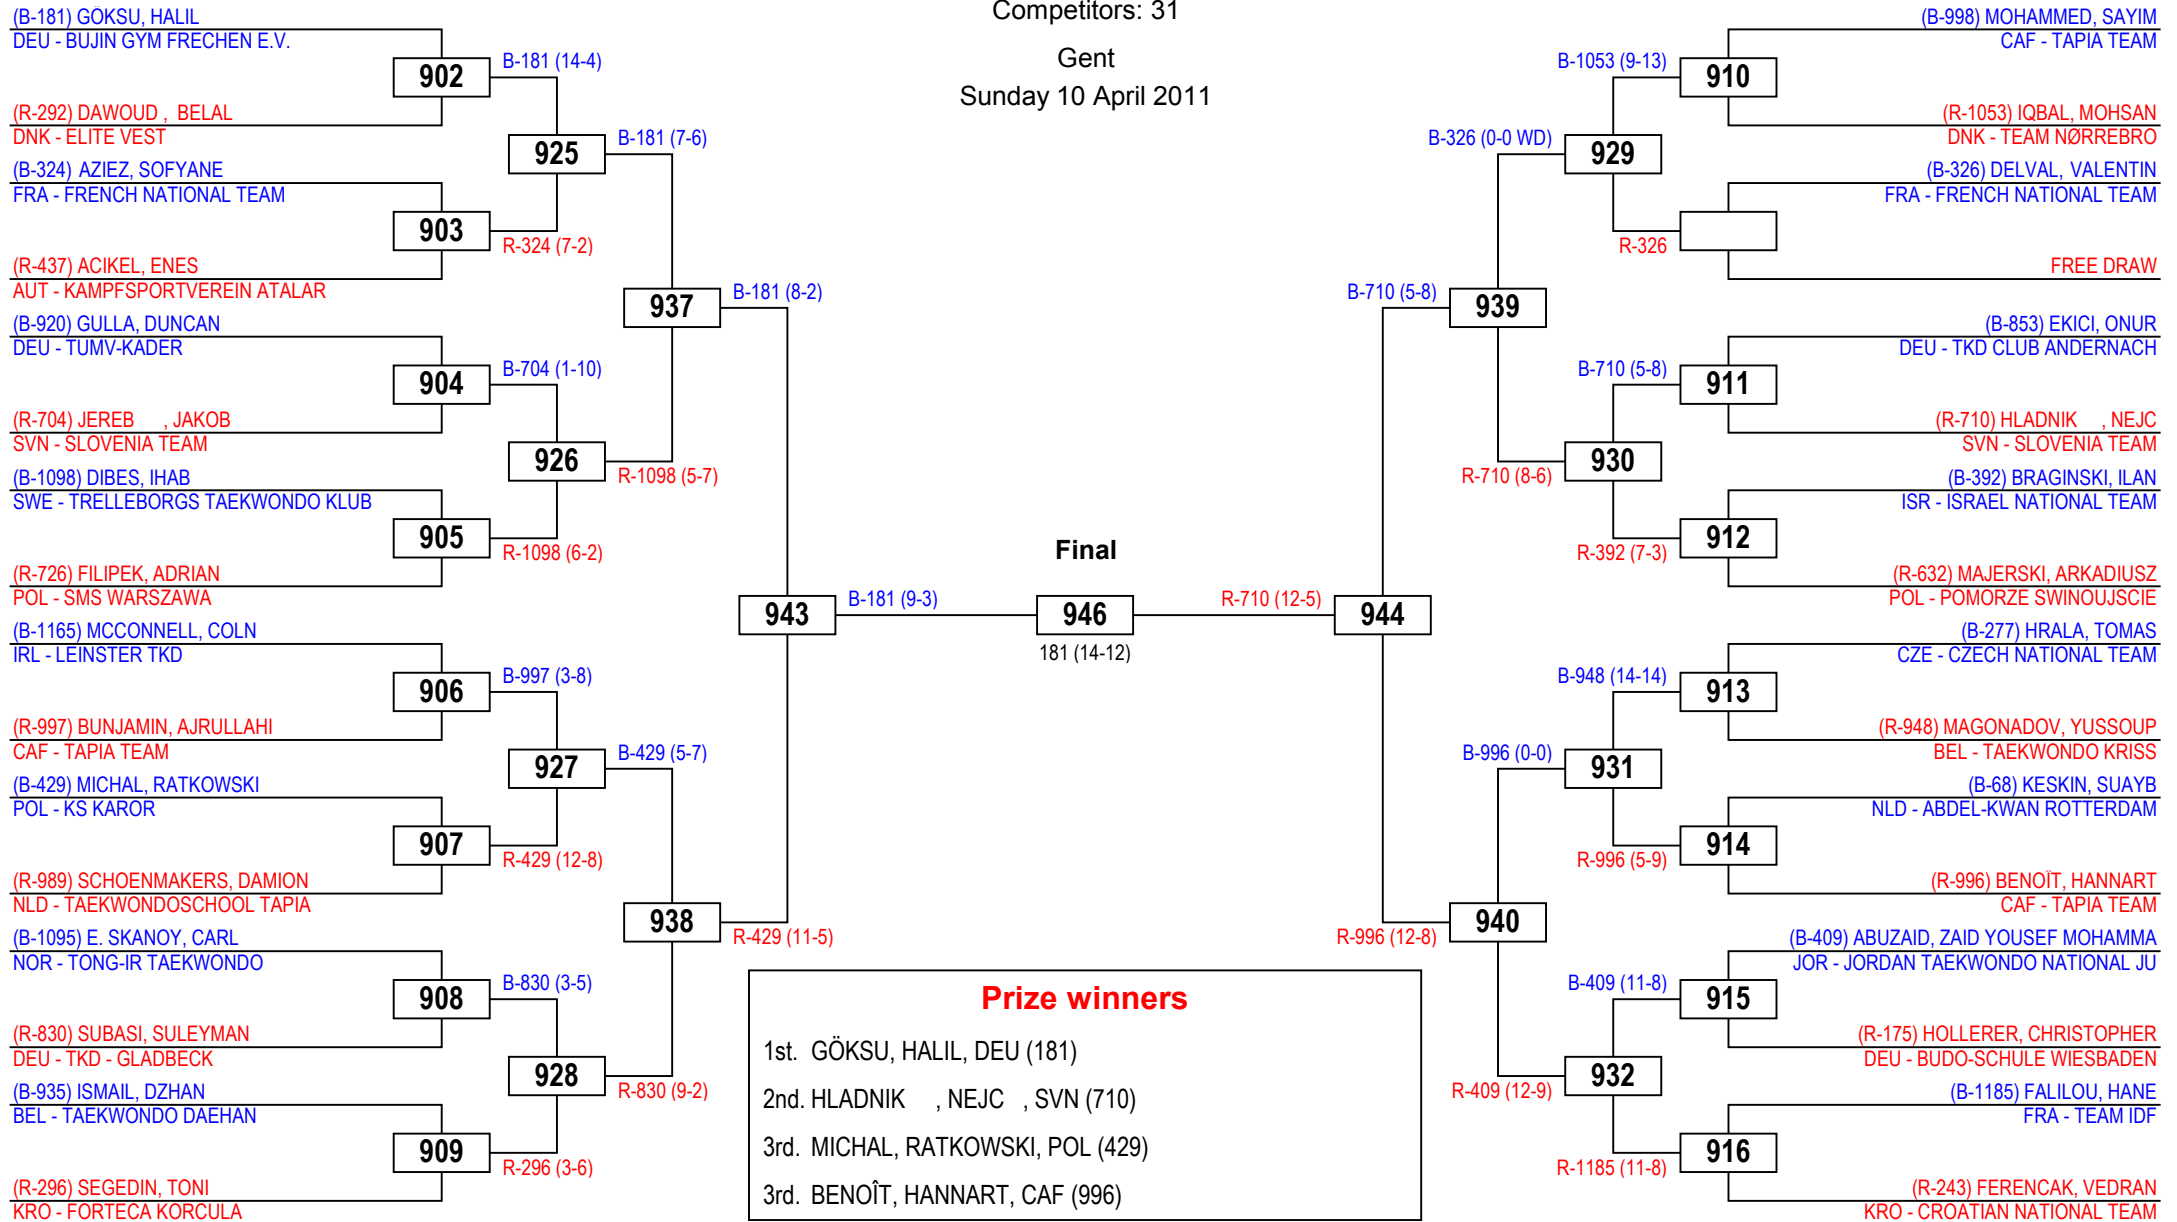 Competitors: 31
Gent
Sunday 10 April 2011
(B-181) GÖKSU, HALIL
DEU - BUJIN GYM FRECHEN E.V.
902
B-181 (14-4)
(R-292) DAWOUD , BELAL
DNK - ELITE VEST
925
B-181 (7-6)
(B-324) AZIEZ, SOFYANE
FRA - FRENCH NATIONAL TEAM
903
R-324 (7-2)
(R-437) ACIKEL, ENES
AUT - KAMPFSPORTVEREIN ATALAR
937
B-181 (8-2)
(B-920) GULLA, DUNCAN
DEU - TUMV-KADER
904
B-704 (1-10)
(R-704) JEREB , JAKOB
SVN - SLOVENIA TEAM
926
R-1098 (5-7)
(B-1098) DIBES, IHAB
SWE - TRELLEBORGS TAEKWONDO KLUB
905
R-1098 (6-2)
(R-726) FILIPEK, ADRIAN
POL - SMS WARSZAWA
943
B-181 (9-3)
(B-1165) MCCONNELL, COLN
IRL - LEINSTER TKD
906
B-997 (3-8)
(R-997) BUNJAMIN, AJRULLAHI
CAF - TAPIA TEAM
927
B-429 (5-7)
(B-429) MICHAL, RATKOWSKI
POL - KS KAROR
907
R-429 (12-8)
(R-989) SCHOENMAKERS, DAMION
NLD - TAEKWONDOSCHOOL TAPIA
938
R-429 (11-5)
(B-1095) E. SKANOY, CARL
NOR - TONG-IR TAEKWONDO
908
B-830 (3-5)
(R-830) SUBASI, SULEYMAN
DEU - TKD - GLADBECK
928
R-830 (9-2)
(B-935) ISMAIL, DZHAN
BEL - TAEKWONDO DAEHAN
909
R-296 (3-6)
(R-296) SEGEDIN, TONI
KRO - FORTECA KORCULA
Final
946
181 (14-12)
(B-998) MOHAMMED, SAYIM
CAF - TAPIA TEAM
B-1053 (9-13)
910
(R-1053) IQBAL, MOHSAN
DNK - TEAM NØRREBRO
B-326 (0-0 WD)
929
(B-326) DELVAL, VALENTIN
FRA - FRENCH NATIONAL TEAM
R-326
FREE DRAW
B-710 (5-8)
939
(B-853) EKICI, ONUR
DEU - TKD CLUB ANDERNACH
B-710 (5-8)
911
(R-710) HLADNIK , NEJC
SVN - SLOVENIA TEAM
R-710 (8-6)
930
(B-392) BRAGINSKI, ILAN
ISR - ISRAEL NATIONAL TEAM
R-392 (7-3)
912
(R-632) MAJERSKI, ARKADIUSZ
POL - POMORZE SWINOUJSCIE
R-710 (12-5)
944
(B-277) HRALA, TOMAS
CZE - CZECH NATIONAL TEAM
B-948 (14-14)
913
(R-948) MAGONADOV, YUSSOUP
BEL - TAEKWONDO KRISS
B-996 (0-0)
931
(B-68) KESKIN, SUAYB
NLD - ABDEL-KWAN ROTTERDAM
R-996 (5-9)
914
(R-996) BENOÎT, HANNART
CAF - TAPIA TEAM
R-996 (12-8)
940
(B-409) ABUZAID, ZAID YOUSEF MOHAMMA
JOR - JORDAN TAEKWONDO NATIONAL JU
B-409 (11-8)
915
(R-175) HOLLERER, CHRISTOPHER
DEU - BUDO-SCHULE WIESBADEN
R-409 (12-9)
932
(B-1185) FALILOU, HANE
FRA - TEAM IDF
R-1185 (11-8)
916
(R-243) FERENCAK, VEDRAN
KRO - CROATIAN NATIONAL TEAM
Prize winners
1st. GÖKSU, HALIL, DEU (181)
2nd. HLADNIK , NEJC , SVN (710)
3rd. MICHAL, RATKOWSKI, POL (429)
3rd. BENOÎT, HANNART, CAF (996)